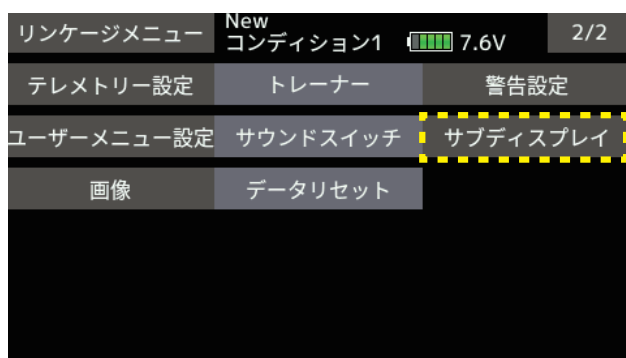 リンケージメニュー New 2/2
コンディション1 7.6V
テレメトリー設定 トレーナー 警告設定
ユーザーメニュー設定 サウンドスイッチ サブディスプレイ
画像 データリセット